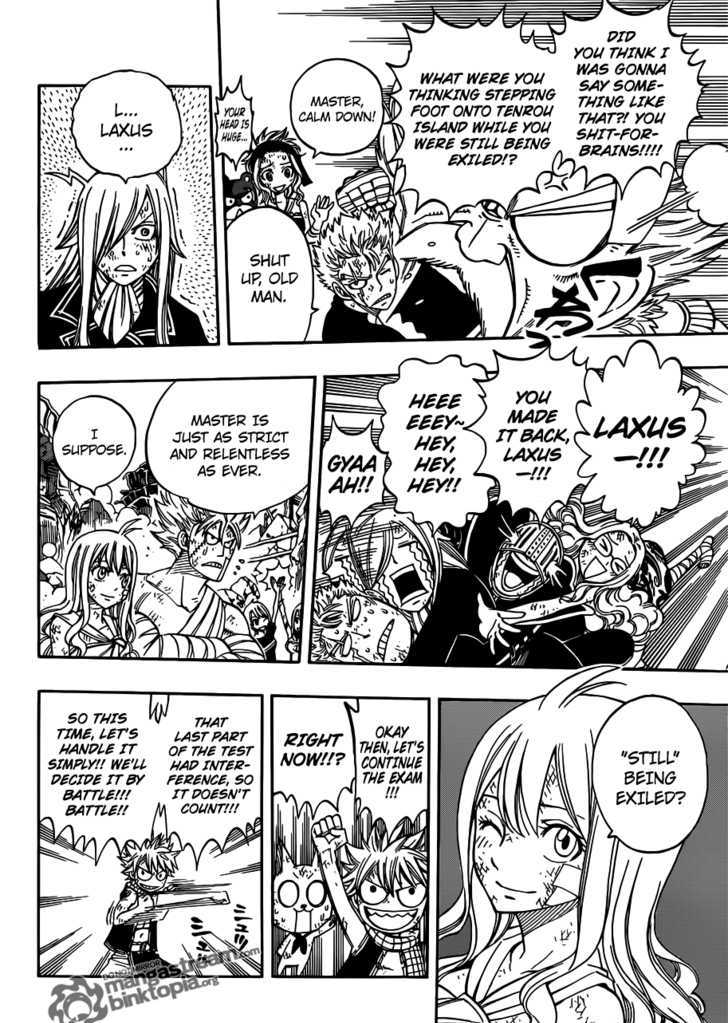 DID
YOU THINK I
WAS GONNA
SAY SOME-
THING LIKE
THAT?! YOU
SHIT-FOR-
BRAINS!!!!
WHAT WERE YOU
THINKING STEPPING
FOOT ONTO TENROU
ISLAND WHILE YOU
WERE STILL BEING
EXILED!?
MASTER,
CALM DOWN!
YOUR
HEAD IS
HUGE...
SHUT
UP, OLD
MAN.
L...
LAXUS
...
LAXUS
—!!!
YOU
MADE
IT BACK,
LAXUS
—!!!
HEEE
EEEY~
HEY,
HEY,
HEY!!
GYAA
AH!!
MASTER IS
JUST AS STRICT
AND RELENTLESS
AS EVER.
I
SUPPOSE.
"STILL"
BEING
EXILED?
OKAY
THEN, LET'S
CONTINUE
THE EXAM
!!!
RIGHT
NOW!!?
THAT
LAST PART
OF THE TEST
HAD INTER-
FERENCE, SO
IT DOESN'T
COUNT!!!
SO THIS
TIME, LET'S
HANDLE IT
SIMPLY!! WE'LL
DECIDE IT BY
BATTLE!!!
BATTLE!!
mangastream.com
binktopia.org